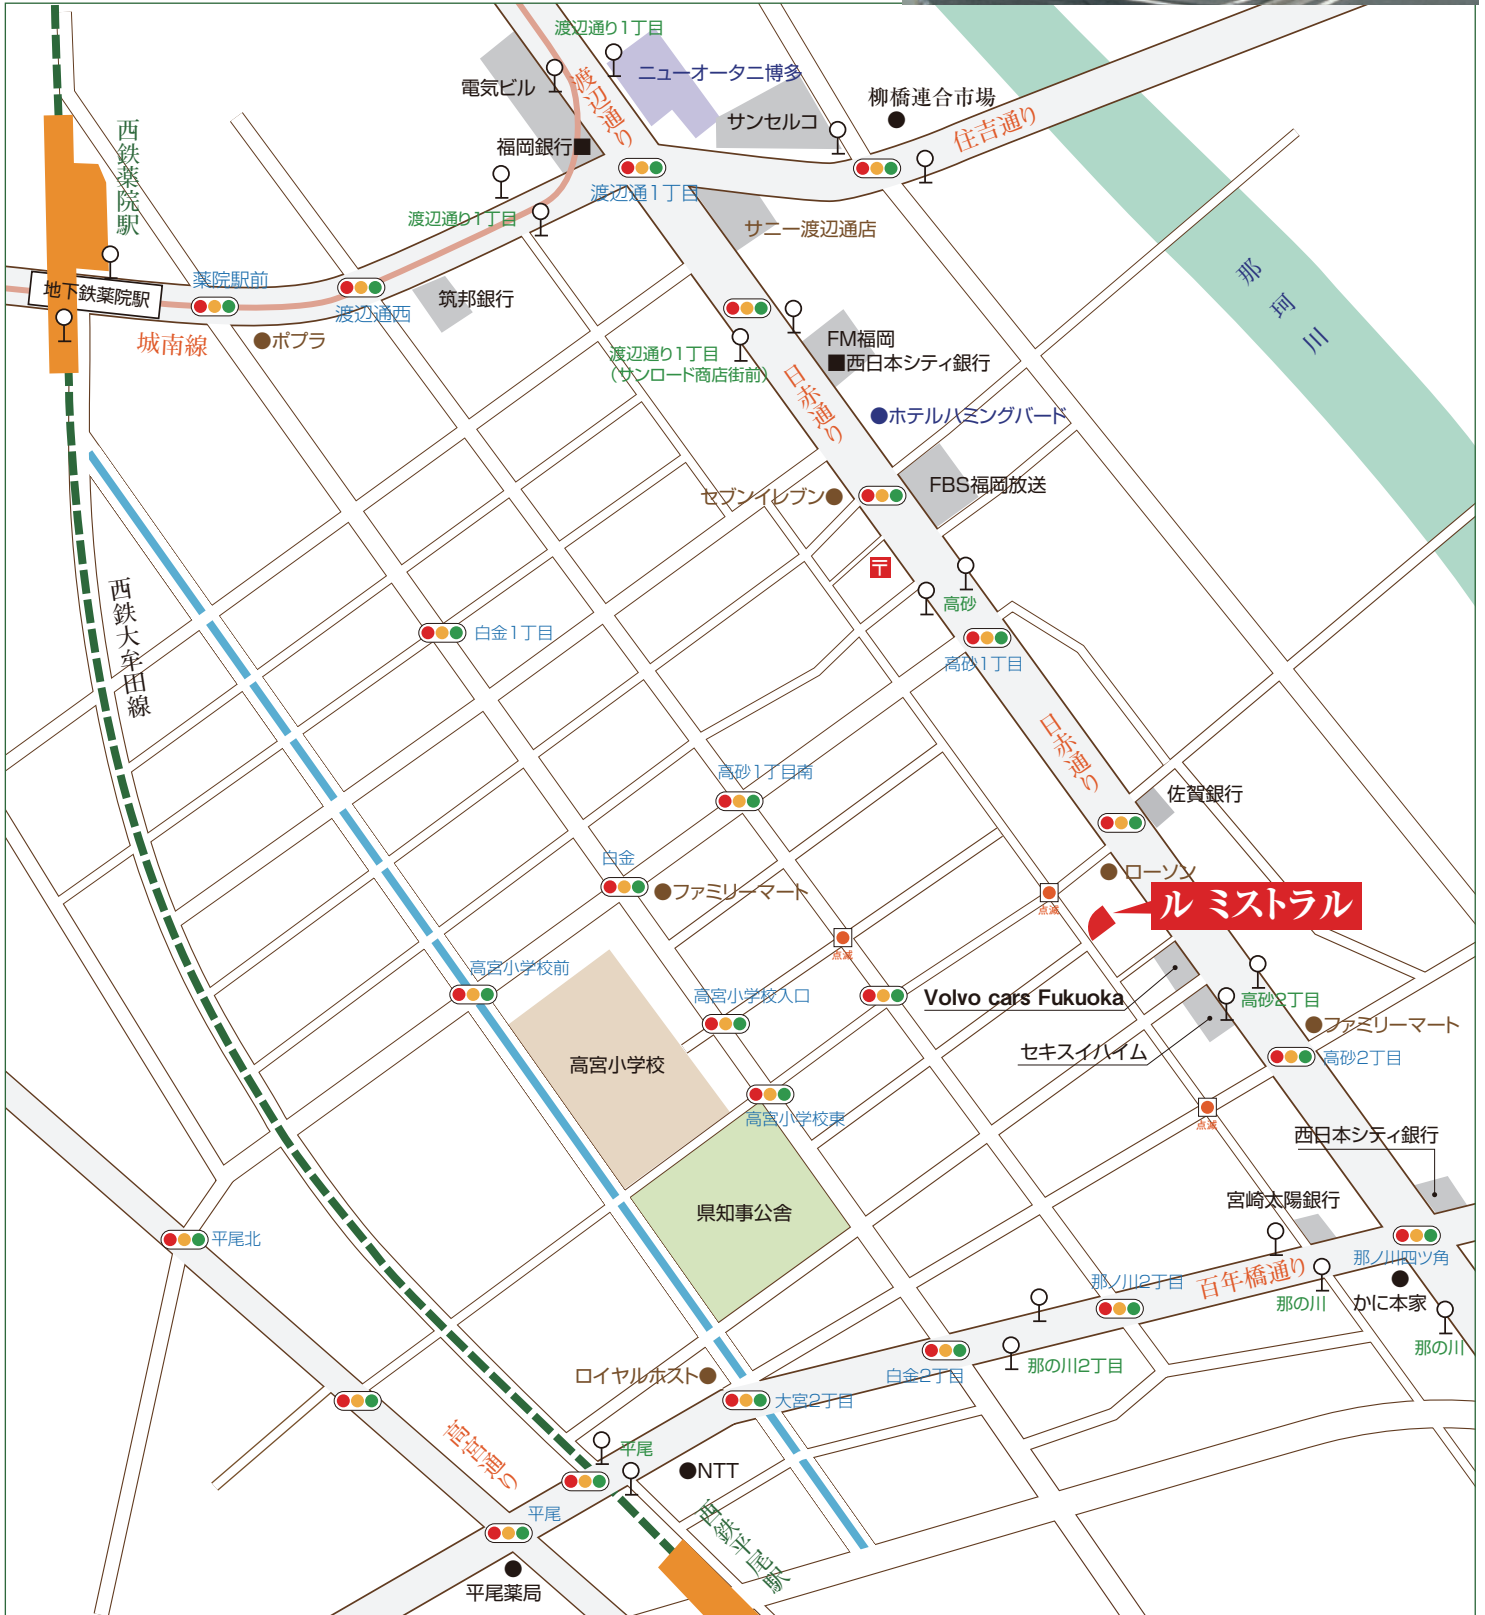 渡辺通り1丁目
電気ビル
渡辺通り
ニューオータニ博多
サンセルコ
柳橋連合市場
住吉通り
福岡銀行
渡辺通1丁目
西鉄薬院駅
渡辺通り1丁目
サニー渡辺通店
那珂川
薬院駅前
地下鉄薬院駅
渡辺通西
筑邦銀行
城南線
ポプラ
渡辺通り1丁目
(サンロード商店街前)
FM福岡
西日本シティ銀行
日赤通り
ホテルハミングバード
セブンイレブン
FBS福岡放送
〒
高砂
西鉄大牟田線
白金1丁目
高砂1丁目
日赤通り
高砂1丁目南
佐賀銀行
白金
ファミリーマート
ローソン
点滅
ル ミストラル
点滅
高宮小学校前
高宮小学校入口
Volvo cars Fukuoka
高砂2丁目
ファミリーマート
セキスイハイム
高砂2丁目
高宮小学校
高宮小学校東
点滅
西日本シティ銀行
県知事公舎
宮崎太陽銀行
平尾北
那ノ川四ツ角
百年橋通り
那ノ川2丁目
那の川
かに本家
那の川
白金2丁目
那の川2丁目
ロイヤルホスト
大宮2丁目
高宮通り
平尾
NTT
平尾
西鉄平尾駅
平尾薬局